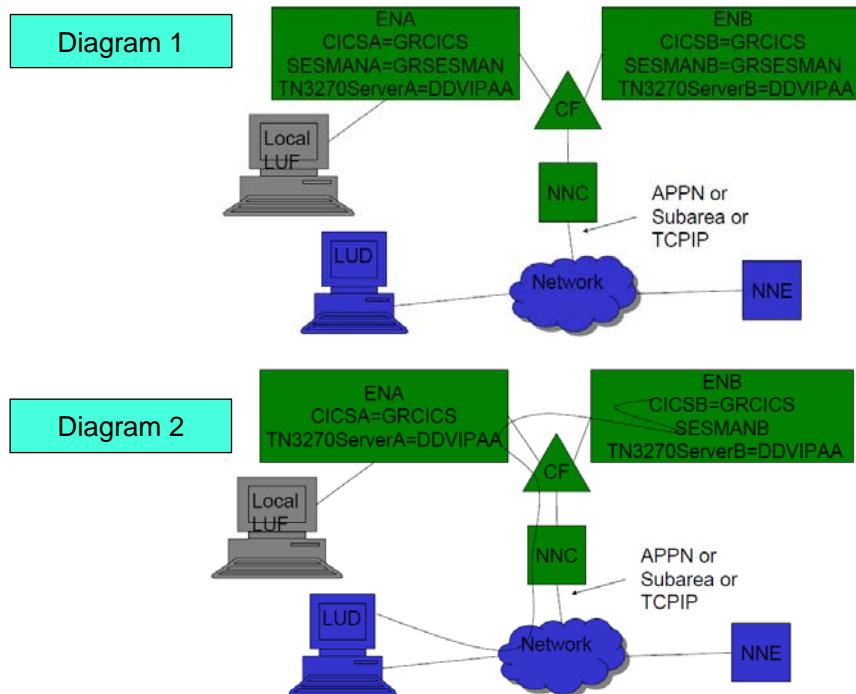 Diagram 1
ENA
CICSA=GRCICS
SESMANA=GRSESMAN
TN3270ServerA=DDVIPAA
ENB
CICSB=GRCICS
SESMANB=GRSESMAN
TN3270ServerB=DDVIPAA
CF
Local
LUF
NNC
APPN or
Subarea or
TCPIP
LUD
Network
NNE
Diagram 2
ENA
CICSA=GRCICS
TN3270ServerA=DDVIPAA
ENB
CICSB=GRCICS
SESMANB
TN3270ServerB=DDVIPAA
CF
Local
LUF
NNC
APPN or
Subarea or
TCPIP
LUD
Network
NNE